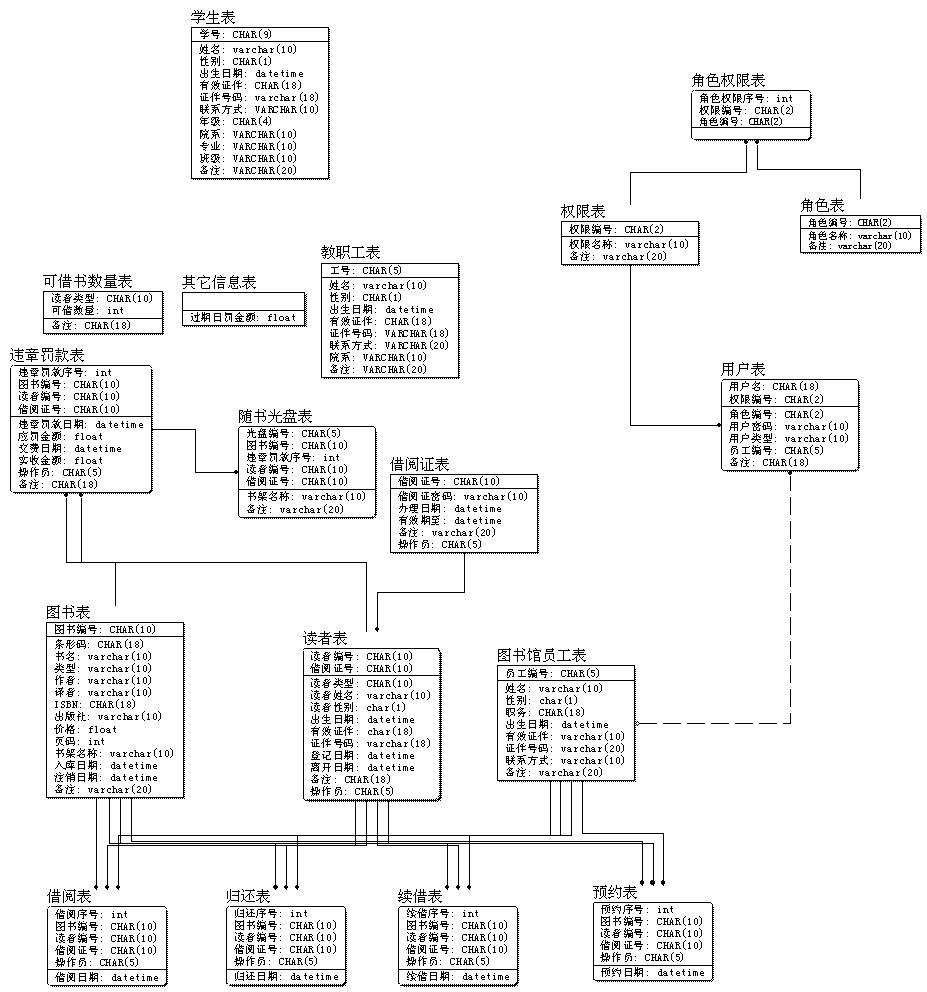 学生表
学号: CHAR(9)
姓名: varchar(10)
性别: CHAR(1)
出生日期: datetime
有效证件: CHAR(18)
证件号码: varchar(18)
联系方式: VARCHAR(10)
年级: CHAR(4)
院系: VARCHAR(10)
专业: VARCHAR(10)
班级: VARCHAR(10)
备注: VARCHAR(20)
角色权限表
角色权限序号: int
权限编号: CHAR(2)
角色编号: CHAR(2)
权限表
权限编号: CHAR(2)
权限名称: varchar(10)
备注: varchar(20)
角色表
角色编号: CHAR(2)
角色名称: varchar(10)
备注: varchar(20)
教职工表
工号: CHAR(5)
姓名: varchar(10)
性别: CHAR(1)
出生日期: datetime
有效证件: CHAR(18)
证件号码: VARCHAR(18)
联系方式: VARCHAR(20)
院系: VARCHAR(10)
备注: VARCHAR(20)
可借书数量表
读者类型: CHAR(10)
可借数量: int
备注: CHAR(18)
其它信息表
过期日罚金额: float
违章罚款表
违章罚款序号: int
图书编号: CHAR(10)
读者编号: CHAR(10)
借阅证号: CHAR(10)
违章罚款日期: datetime
应罚金额: float
交费日期: datetime
实收金额: float
操作员: CHAR(5)
备注: CHAR(18)
随书光盘表
光盘编号: CHAR(5)
图书编号: CHAR(10)
违章罚款序号: int
读者编号: CHAR(10)
借阅证号: CHAR(10)
书架名称: varchar(10)
备注: varchar(20)
用户表
用户名: CHAR(18)
权限编号: CHAR(2)
角色编号: CHAR(2)
用户密码: varchar(10)
用户类型: varchar(10)
员工编号: CHAR(5)
备注: CHAR(18)
借阅证表
借阅证号: CHAR(10)
借阅证密码: varchar(10)
办理日期: datetime
有效期至: datetime
备注: varchar(20)
操作员: CHAR(5)
图书表
图书编号: CHAR(10)
条形码: CHAR(18)
书名: varchar(10)
类型: varchar(10)
作者: varchar(10)
译者: varchar(10)
ISBN: CHAR(18)
出版社: varchar(10)
价格: float
页码: int
书架名称: varchar(10)
入库日期: datetime
注销日期: datetime
备注: varchar(20)
读者表
读者编号: CHAR(10)
借阅证号: CHAR(10)
读者类型: CHAR(10)
读者姓名: varchar(10)
读者性别: char(1)
出生日期: datetime
有效证件: char(18)
证件号码: varchar(18)
登记日期: datetime
离开日期: datetime
备注: CHAR(18)
操作员: CHAR(5)
图书馆员工表
员工编号: CHAR(5)
姓名: varchar(10)
性别: char(1)
职务: CHAR(18)
出生日期: datetime
有效证件: varchar(10)
证件号码: varchar(20)
联系方式: varchar(10)
备注: varchar(20)
借阅表
借阅序号: int
图书编号: CHAR(10)
读者编号: CHAR(10)
借阅证号: CHAR(10)
操作员: CHAR(5)
借阅日期: datetime
归还表
归还序号: int
图书编号: CHAR(10)
读者编号: CHAR(10)
借阅证号: CHAR(10)
操作员: CHAR(5)
归还日期: datetime
续借表
续借序号: int
图书编号: CHAR(10)
读者编号: CHAR(10)
借阅证号: CHAR(10)
操作员: CHAR(5)
续借日期: datetime
预约表
预约序号: int
图书编号: CHAR(10)
读者编号: CHAR(10)
借阅证号: CHAR(10)
操作员: CHAR(5)
预约日期: datetime